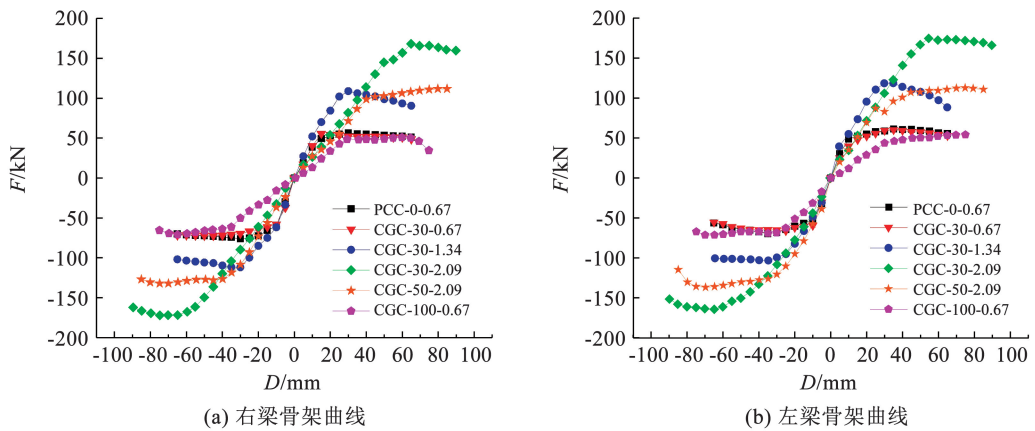 200
150
100
50
0
-50
-100
-150
-200
F/kN
-100 -80 -60 -40 -20 0 20 40 60 80 100
D/mm
PCC-0-0.67
CGC-30-0.67
CGC-30-1.34
CGC-30-2.09
CGC-50-2.09
CGC-100-0.67
(a) 右梁骨架曲线
200
150
100
50
0
-50
-100
-150
-200
F/kN
-100 -80 -60 -40 -20 0 20 40 60 80 100
D/mm
PCC-0-0.67
CGC-30-0.67
CGC-30-1.34
CGC-30-2.09
CGC-50-2.09
CGC-100-0.67
(b) 左梁骨架曲线